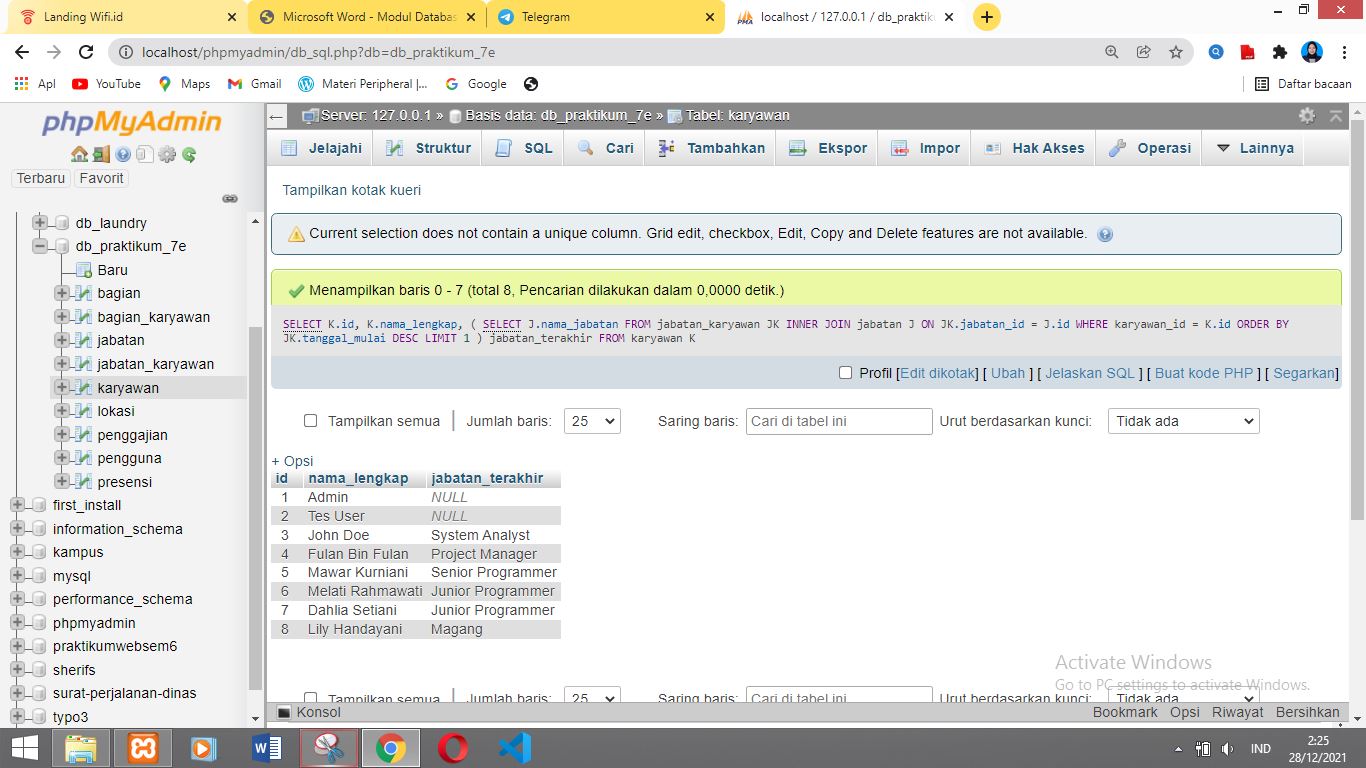 Landing Wifi.id
Microsoft Word - Modul Databas
Telegram
localhost / 127.0.0.1 / db_praktiku
localhost/phpmyadmin/db_sql.php?db=db_praktikum_7e
Apl YouTube Maps Gmail Materi Peripheral |... Google Daftar bacaan
phpMyAdmin
Terbaru Favorit
db_laundry
db_praktikum_7e
Baru
bagian
bagian_karyawan
jabatan
jabatan_karyawan
karyawan
lokasi
penggajian
pengguna
presensi
first_install
information_schema
kampus
mysql
performance_schema
phpmyadmin
praktikumwebsem6
sherifs
surat-perjalanan-dinas
typo3
Server: 127.0.0.1 » Basis data: db_praktikum_7e » Tabel: karyawan
Jelajahi Struktur SQL Cari Tambahkan Ekspor Impor Hak Akses Operasi Lainnya
Tampilkan kotak kueri
Current selection does not contain a unique column. Grid edit, checkbox, Edit, Copy and Delete features are not available.
Menampilkan baris 0 - 7 (total 8, Pencarian dilakukan dalam 0,0000 detik.)
SELECT K.id, K.nama_lengkap, ( SELECT J.nama_jabatan FROM jabatan_karyawan JK INNER JOIN jabatan J ON JK.jabatan_id = J.id WHERE karyawan_id = K.id ORDER BY
JK.tanggal_mulai DESC LIMIT 1 ) jabatan_terakhir FROM karyawan K
Profil [Edit dikotak] [ Ubah ] [ Jelaskan SQL ] [ Buat kode PHP ] [ Segarkan]
Tampilkan semua Jumlah baris: 25 Saring baris: Cari di tabel ini Urut berdasarkan kunci: Tidak ada
+ Opsi
id nama_lengkap jabatan_terakhir
1 Admin NULL
2 Tes User NULL
3 John Doe System Analyst
4 Fulan Bin Fulan Project Manager
5 Mawar Kurniani Senior Programmer
6 Melati Rahmawati Junior Programmer
7 Dahlia Setiani Junior Programmer
8 Lily Handayani Magang
Activate Windows
Go to PC settings to activate Windows.
Tampilkan semua Jumlah baris: 25 Saring baris: Cari di tabel ini Urut berdasarkan kunci: Tidak ada
Konsol Bookmark Opsi Riwayat Bersihkan
IND
2:25
28/12/2021